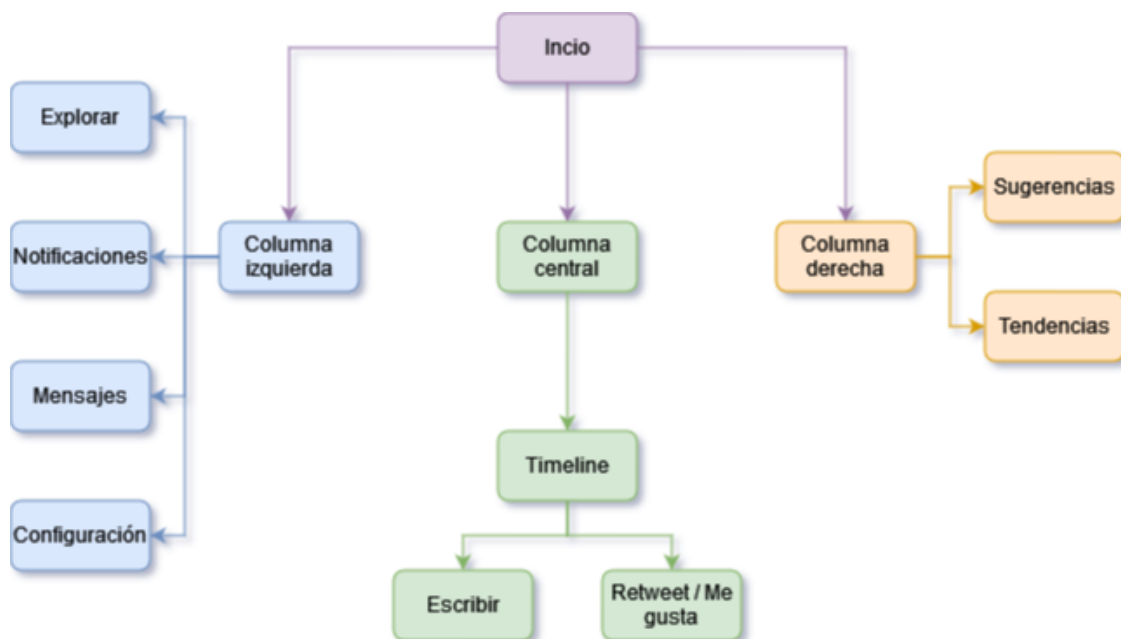 Incio
Explorar
Sugerencias
Notificaciones
Columna
izquierda
Columna
central
Columna
derecha
Tendencias
Mensajes
Timeline
Configuración
Escribir
Retweet / Me
gusta